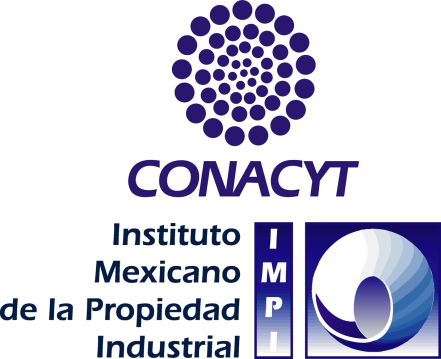 CONACYT
Instituto
Mexicano
de la Propiedad
Industrial
IMPI